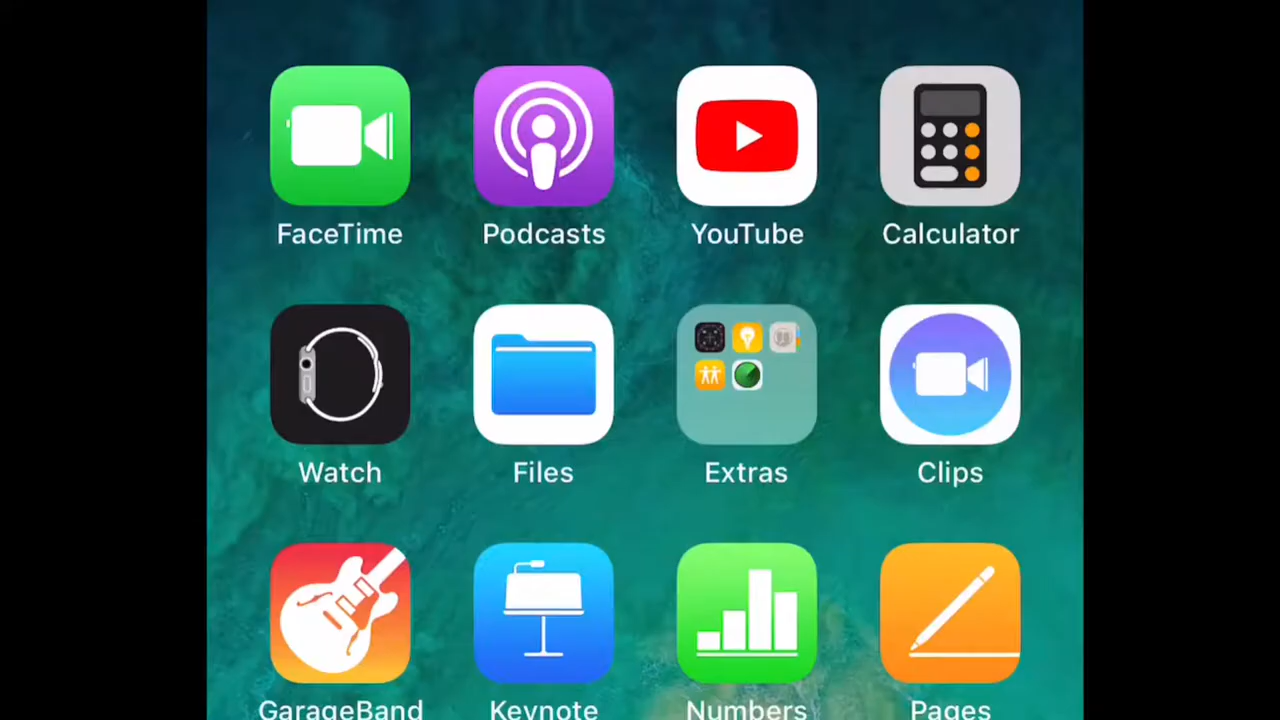 FaceTime Podcasts YouTube Calculator
Watch Files Extras Clips
GarageBand Keynote Numbers Pages